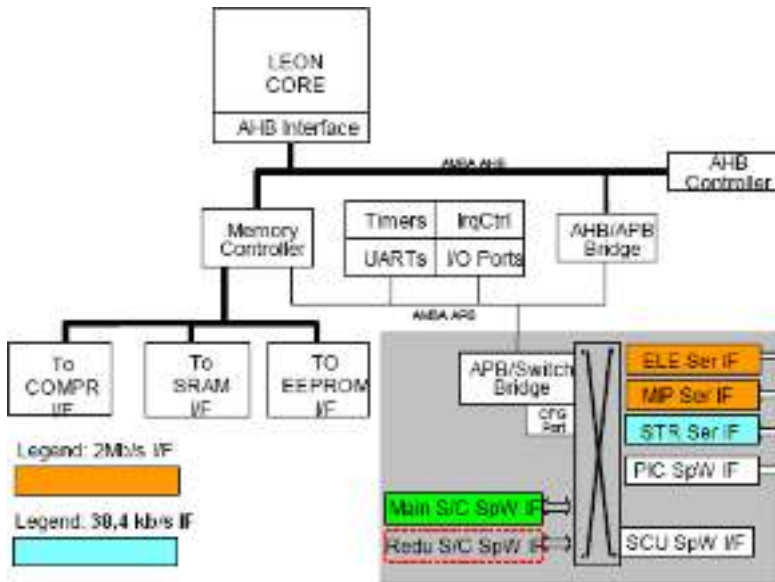 LEON
CORE
AHB Interface
AMBA AHB
AHB
Controller
Memory
Controller
Timers
IrqCtrl
UARTs
I/O Ports
AHB/APB
Bridge
AMBA APB
To
COMPR
I/F
To
SRAM
I/F
TO
EEPROM
I/F
APB/Switch
Bridge
CFG
Port
ELE Ser IF
MIP Ser IF
STR Ser IF
PIC SpW IF
SCU SpW I/F
Main S/C SpW IF
Redu S/C SpW IF
Legend: 2Mb/s I/F
Legend: 38,4 kb/s IF